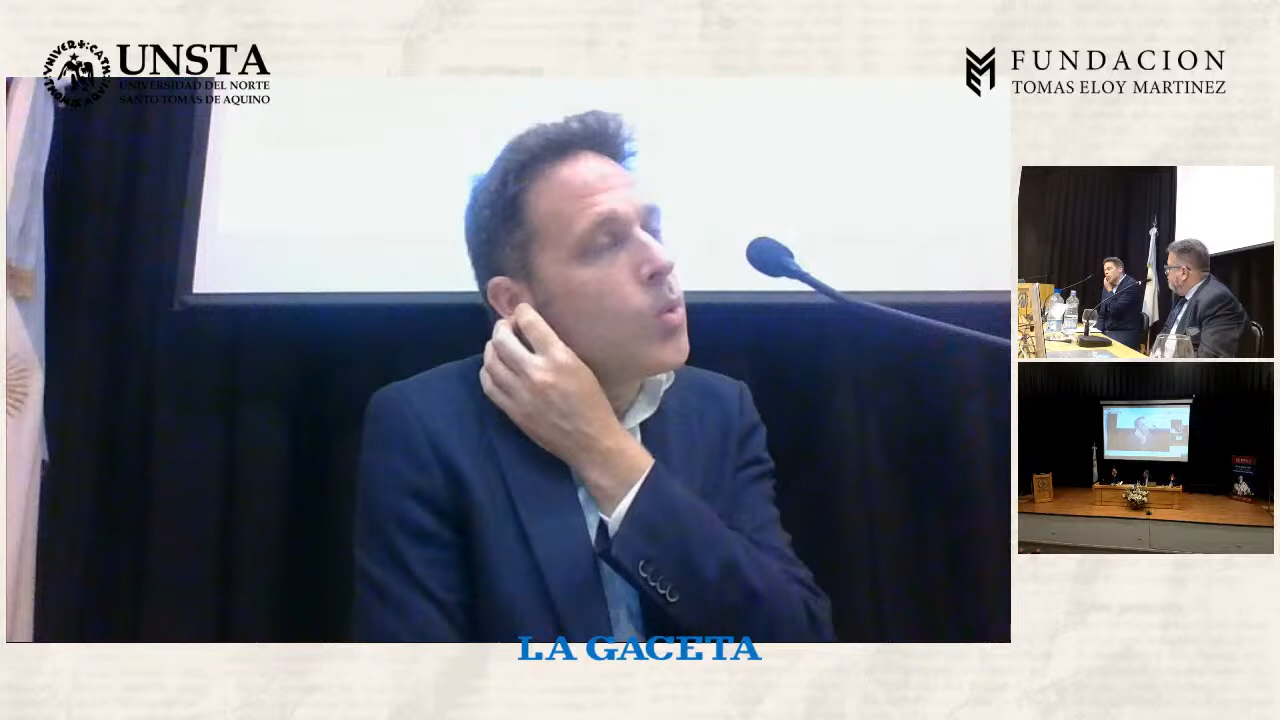 UNSTA
UNIVERSIDAD DEL NORTE
SANTO TOMÁS DE AQUINO
FUNDACION
TOMAS ELOY MARTINEZ
LA GACETA